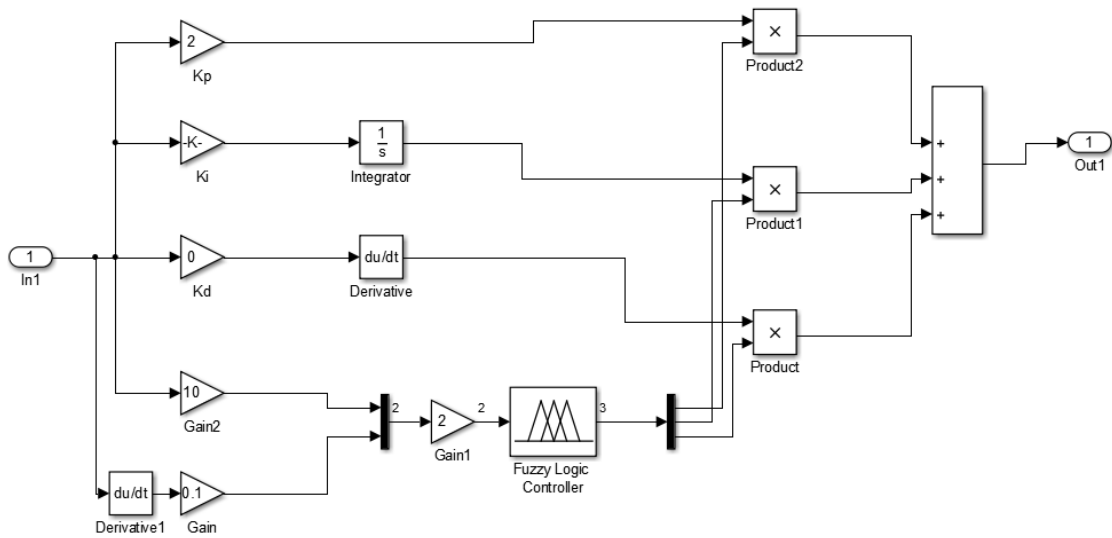 2
Kp
×
Product2
-K-
Ki
1
s
Integrator
×
Product1
+
+
+
1
Out1
1
In1
0
Kd
du/dt
Derivative
×
Product
10
Gain2
2
2
Gain1
2
3
Fuzzy Logic
Controller
du/dt
Derivative1
0.1
Gain